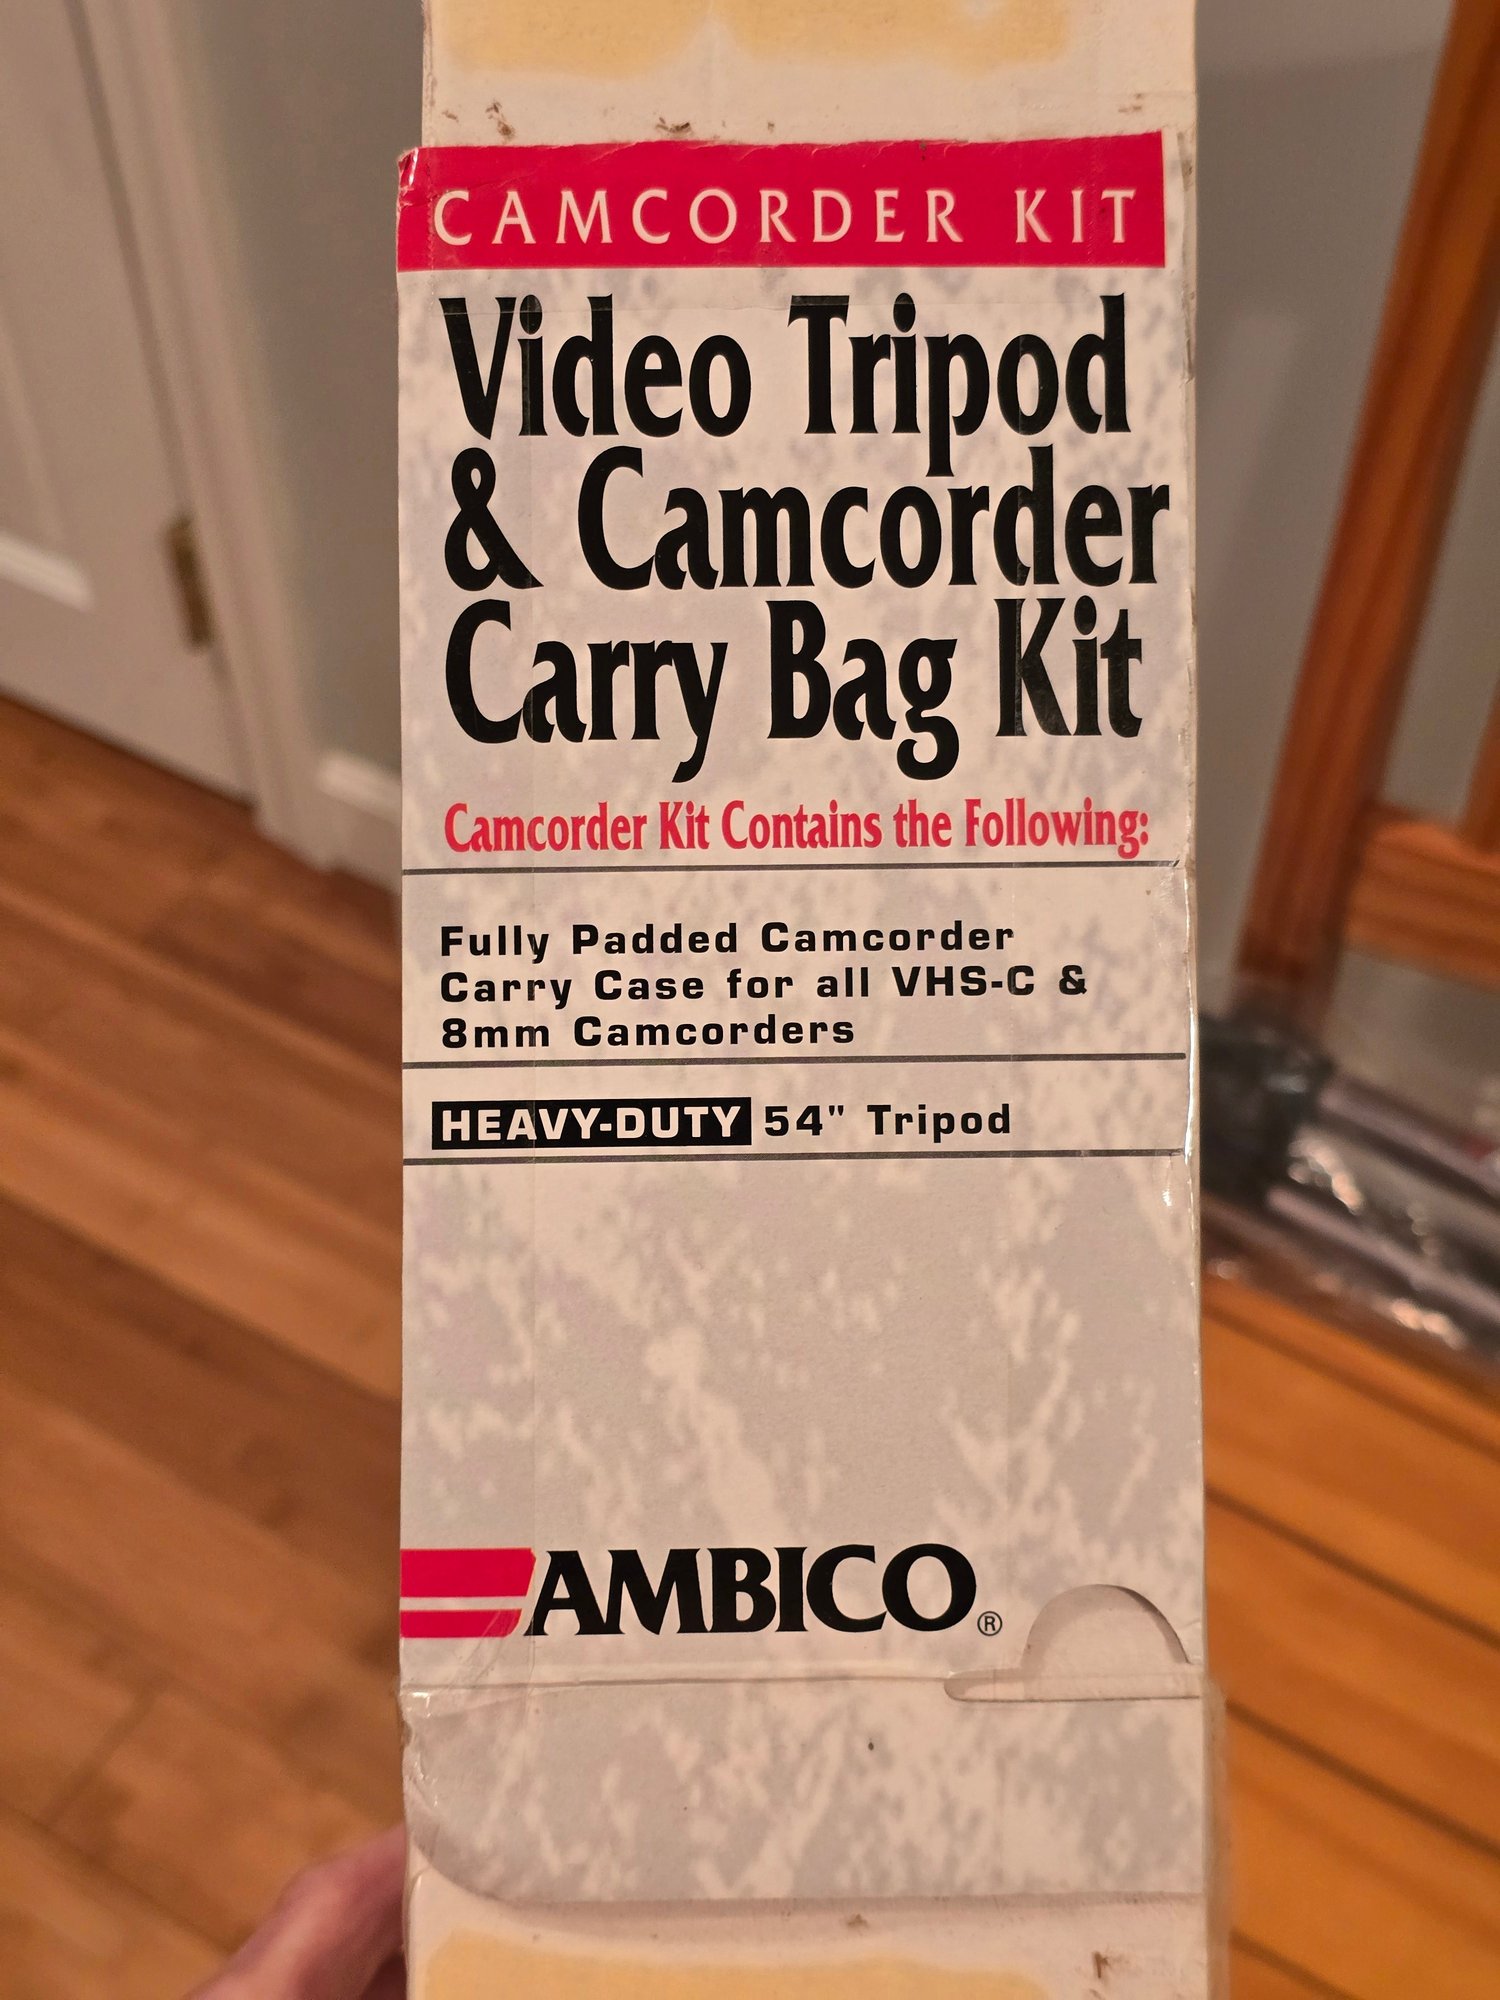 CAMCORDER KIT
Video Tripod
& Camcorder
Carry Bag Kit
Camcorder Kit Contains the Following:
Fully Padded Camcorder
Carry Case for all VHS-C &
8mm Camcorders
HEAVY-DUTY 54" Tripod
AMBICO®